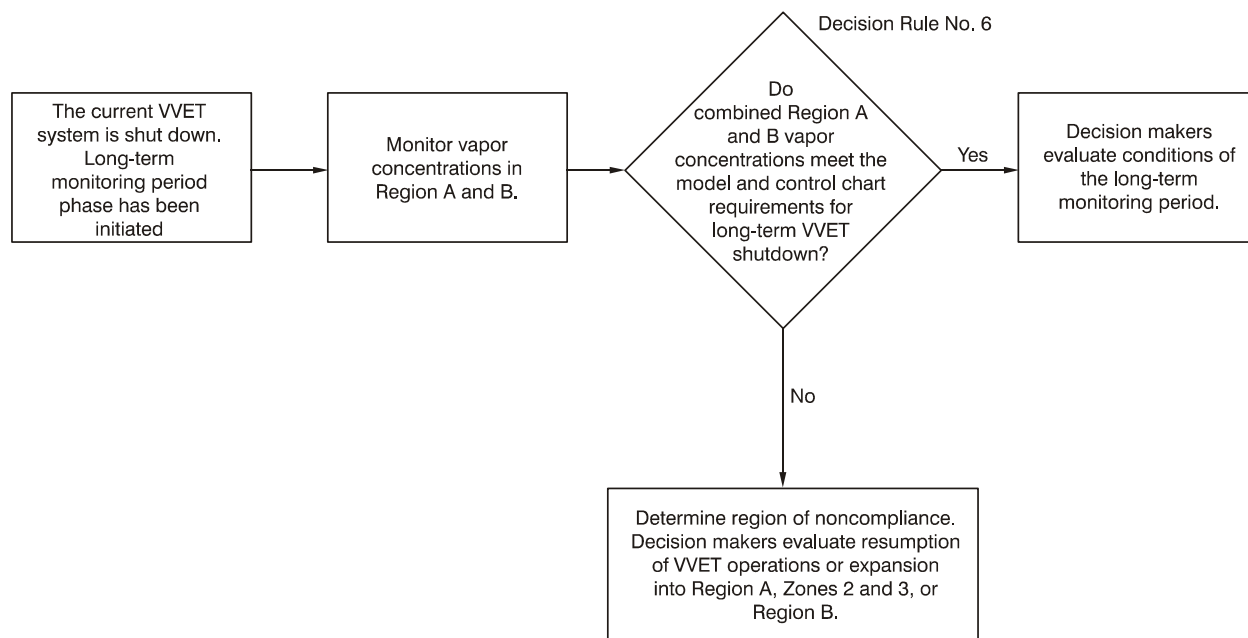 Decision Rule No. 6
The current VVET
system is shut down.
Long-term
monitoring period
phase has been
initiated
Monitor vapor
concentrations in
Region A and B.
Do
combined Region A
and B vapor
concentrations meet the
model and control chart
requirements for
long-term VVET
shutdown?
Yes
Decision makers
evaluate conditions of
the long-term
monitoring period.
No
Determine region of noncompliance.
Decision makers evaluate resumption
of VVET operations or expansion
into Region A, Zones 2 and 3, or
Region B.